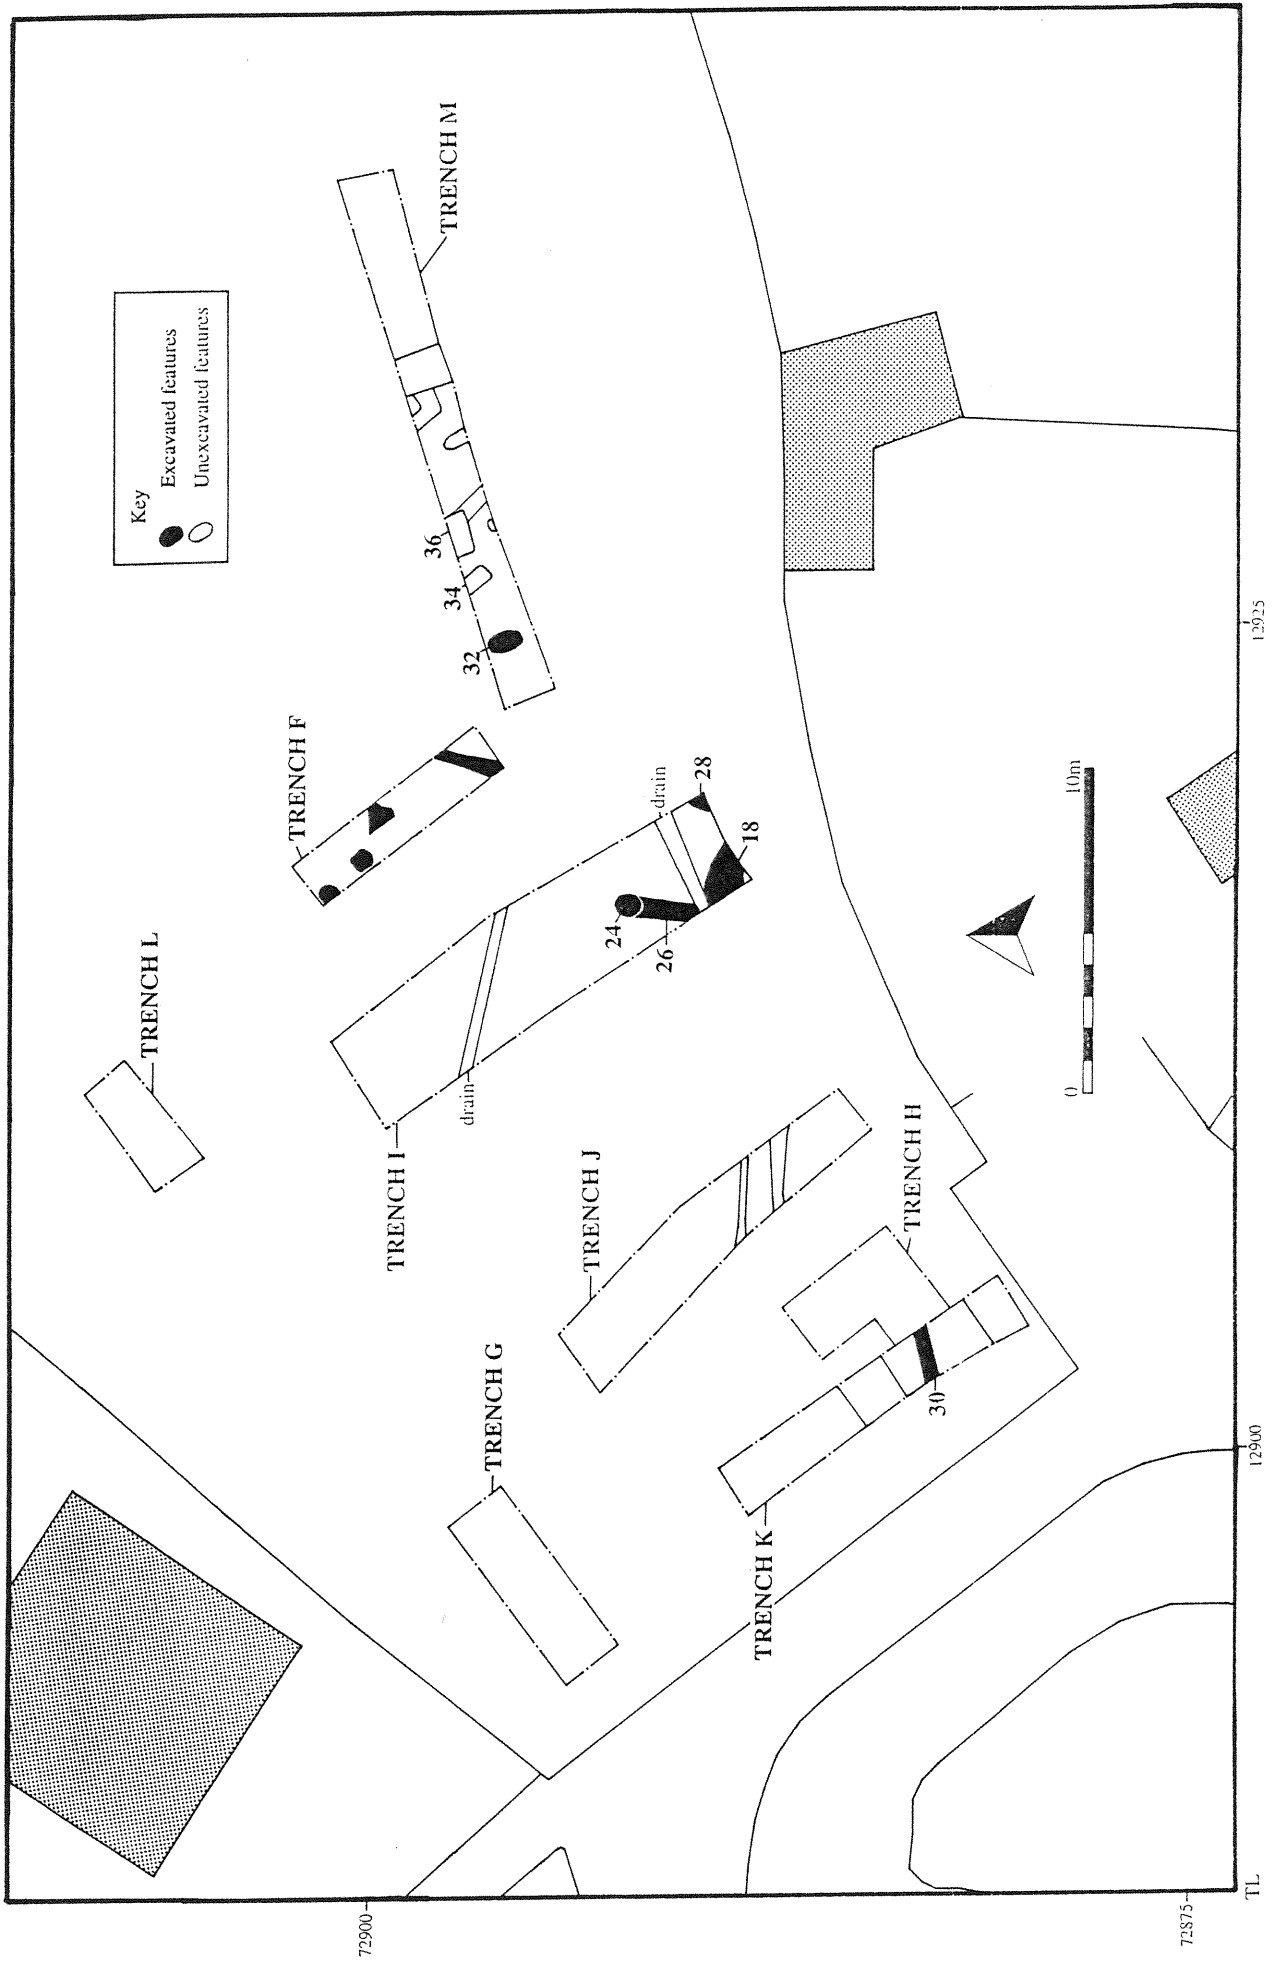 Key
Excavated features
Unexcavated features
TRENCH M
36
34
32
TRENCH F
TRENCH L
drain
28
18
24
26
TRENCH I
drain
TRENCH J
TRENCH H
TRENCH G
30
TRENCH K
0
10m
72900
72875
TL
12900
12925